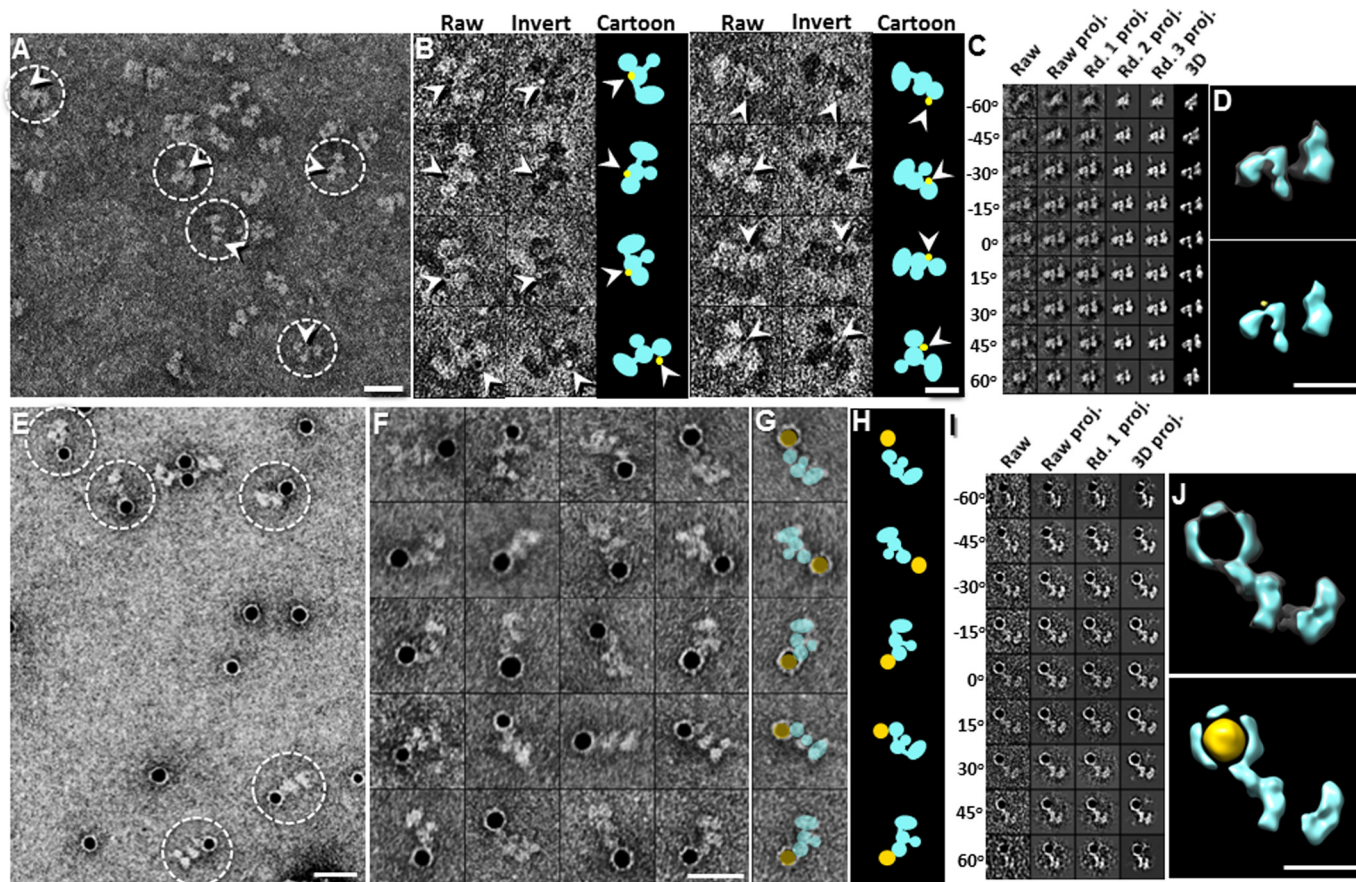 Raw Invert Cartoon Raw Invert Cartoon
A
B
C
Raw
Raw proj.
Rd. 1 proj.
Rd. 2 proj.
Rd. 3 proj.
3D
-60°
-45°
-30°
-15°
0°
15°
30°
45°
60°
D
E
F
G
H
I
Raw
Raw proj.
Rd. 1 proj.
3D proj.
-60°
-45°
-30°
-15°
0°
15°
30°
45°
60°
J